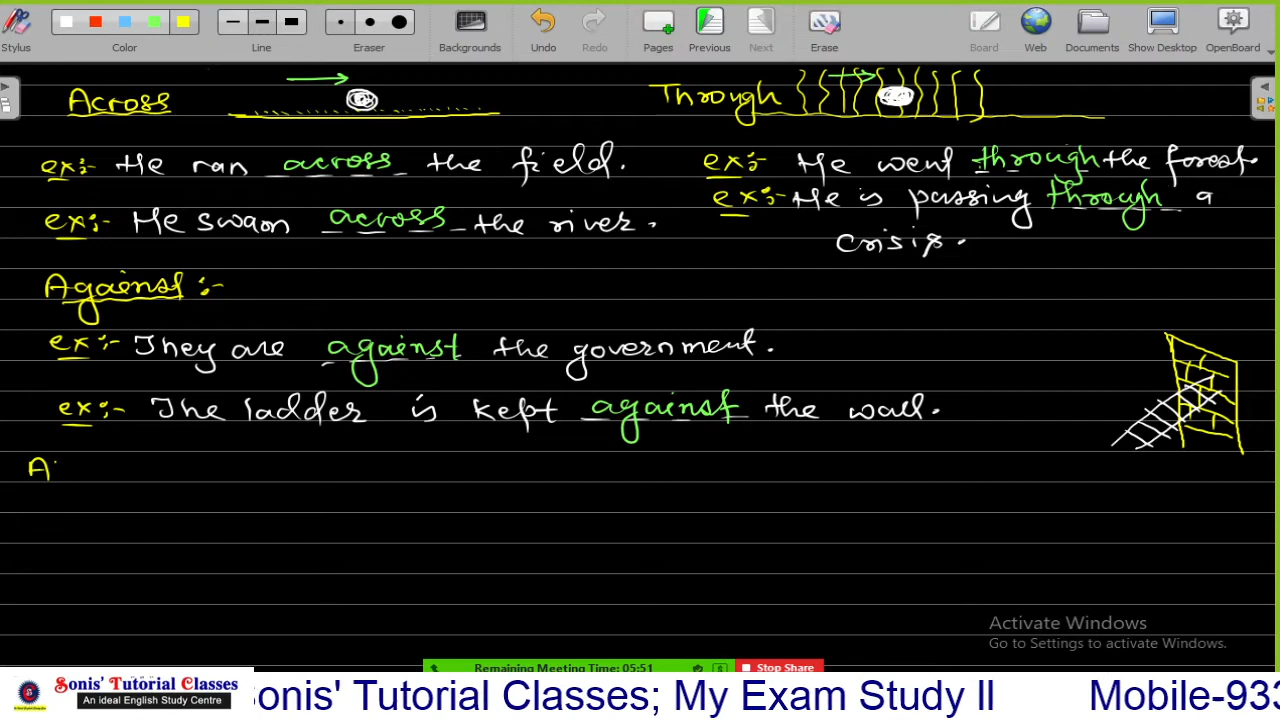 Stylus
Color
Line
Eraser
Backgrounds
Undo
Redo
Pages
Previous
Next
Erase
Board
Web
Documents
Show Desktop
OpenBoard
Across
Through
ex:- He ran across the field.
ex:- He went through the forest.
ex:- He is passing through a
crisis.
ex:- He swam across the river.
Against :-
ex:- They are against the government.
ex:- The ladder is kept against the wall.
A
Activate Windows
Go to Settings to activate Windows.
Remaining Meeting Time: 05:51
Stop Share
Sonis' Tutorial Classes
An ideal English Study Centre
onis' Tutorial Classes; My Exam Study II Mobile-933